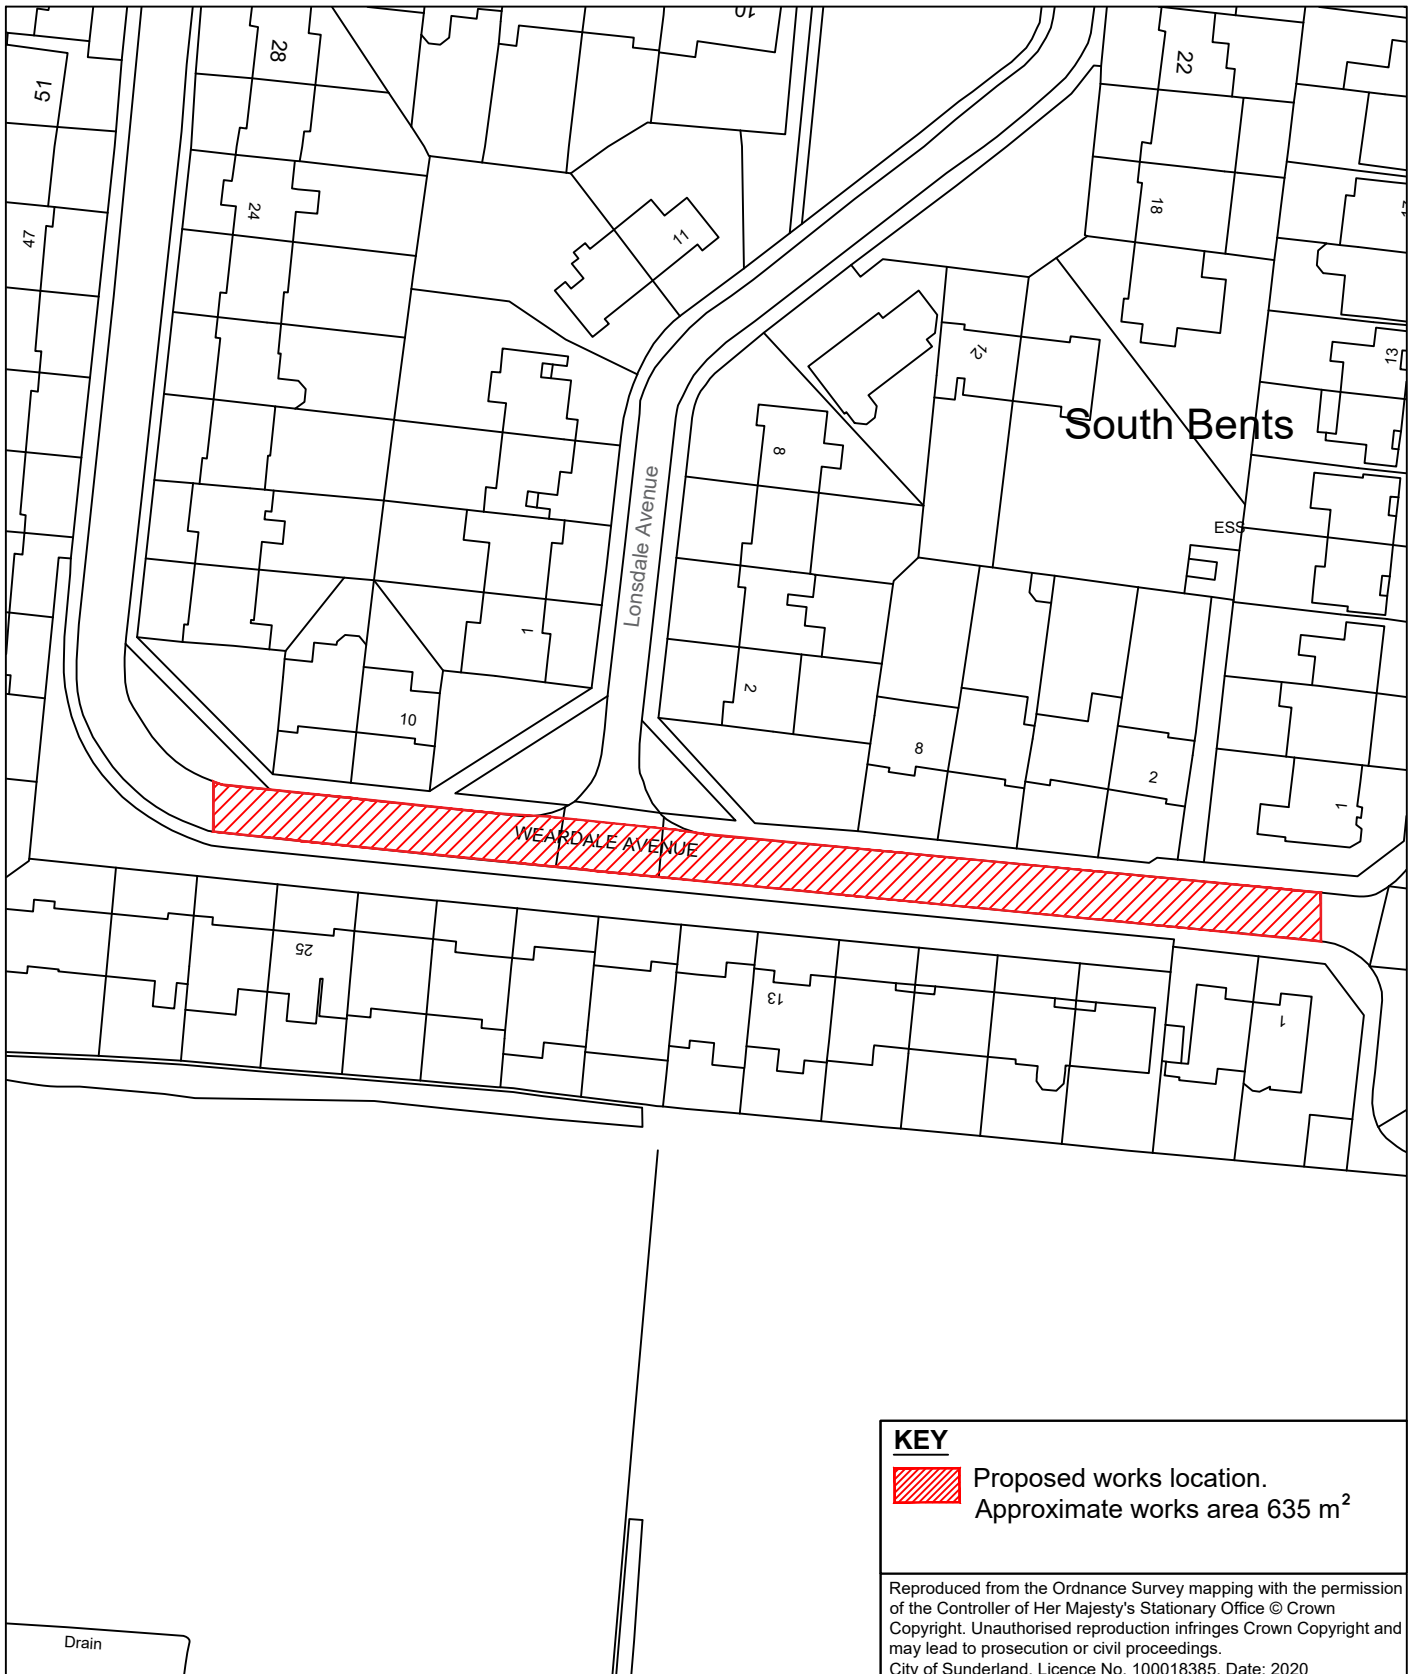 10
28
51
22
24
47
11
18
17
13
12
South Bents
8
Lonsdale Avenue
ESS
1
2
10
8
2
1
WEARDALE AVENUE
25
13
1
KEY
Proposed works location.
Approximate works area 635 m²
Reproduced from the Ordnance Survey mapping with the permission
of the Controller of Her Majesty's Stationary Office © Crown
Copyright. Unauthorised reproduction infringes Crown Copyright and
may lead to prosecution or civil proceedings.
City of Sunderland. Licence No. 100018385. Date: 2020
Drain